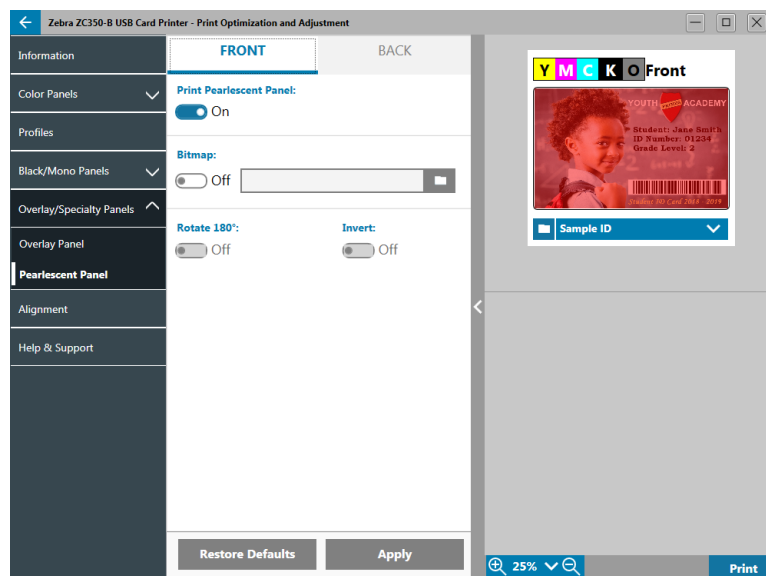 Zebra ZC350-B USB Card Printer - Print Optimization and Adjustment
Information
Color Panels
Profiles
Black/Mono Panels
Overlay/Specialty Panels
Overlay Panel
Pearlescent Panel
Alignment
Help & Support
FRONT
BACK
Print Pearlescent Panel:
On
Bitmap:
Off
Rotate 180°:
Invert:
Off
Off
Restore Defaults
Apply
Y M C K O Front
YOUTH ACADEMY
Student: Jane Smith
ID Number: 01234
Grade Level: 2
Student ID Card 2018 - 2019
Sample ID
25%
Print